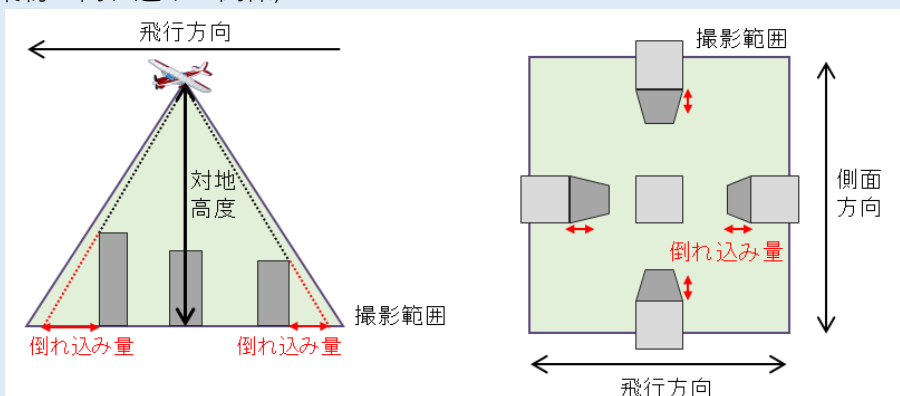 飛行方向
対地
高度
撮影範囲
倒れ込み量
倒れ込み量
撮影範囲
側面
方向
倒れ込み量
飛行方向